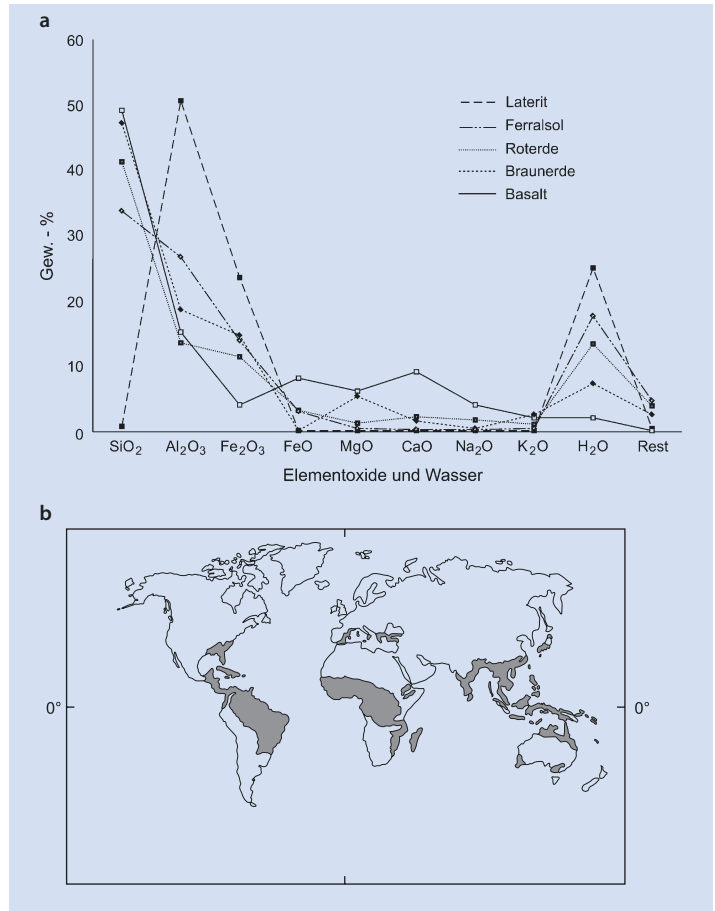 a
60
50
40
30
20
10
0
Gew. - %
Laterit
Ferralsol
Roterde
Braunerde
Basalt
SiO2 Al2O3 Fe2O3 FeO MgO CaO Na2O K2O H2O Rest
Elementoxide und Wasser
b
0° 0°